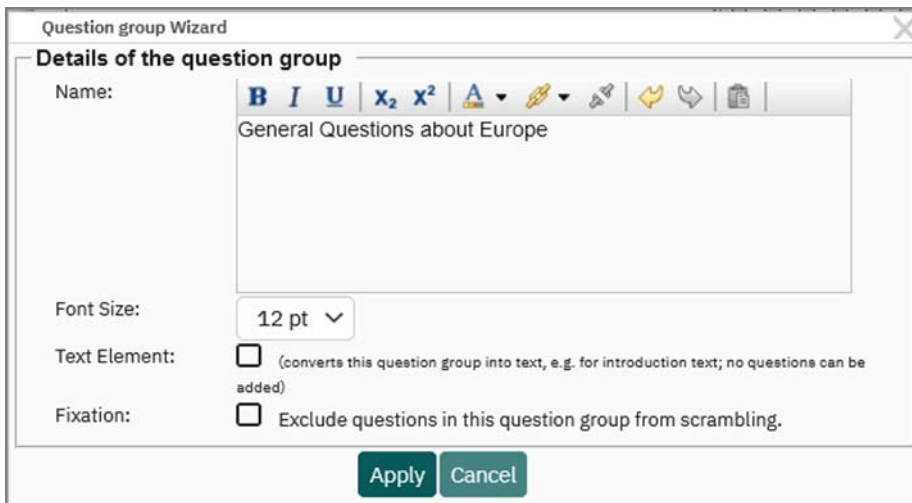 Question group Wizard
Details of the question group
Name:
B I U X₂ X² A
General Questions about Europe
Font Size:
12 pt
Text Element:
(converts this question group into text, e.g. for introduction text; no questions can be
added)
Fixation:
Exclude questions in this question group from scrambling.
Apply Cancel